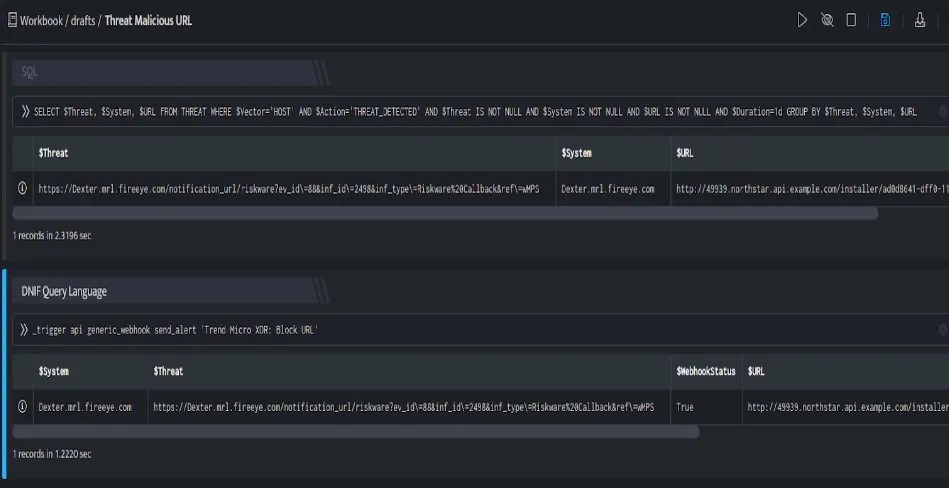 Workbook / drafts / Threat Malicious URL
SQL
SELECT $Threat, $System, $URL FROM THREAT WHERE $Vector='HOST' AND $Action='THREAT_DETECTED' AND $Threat IS NOT NULL AND $System IS NOT NULL AND $URL IS NOT NULL AND $Duration=1d GROUP BY $Threat, $System, $URL
$Threat $System $URL
https://Dexter.mrl.fireeye.com/notification_url/riskware?ev_id\=88&inf_id\=2498&inf_type\=Riskware%20Callback&ref\=wMPS Dexter.mrl.fireeye.com http://49939.northstar.api.example.com/installer/ad0d8641-dff0-11
1 records in 2.3196 sec
DNIF Query Language
_trigger api generic_webhook send_alert 'Trend Micro XDR: Block URL'
$System $Threat $WebhookStatus $URL
Dexter.mrl.fireeye.com https://Dexter.mrl.fireeye.com/notification_url/riskware?ev_id\=88&inf_id\=2498&inf_type\=Riskware%20Callback&ref\=wMPS True http://49939.northstar.api.example.com/installer
1 records in 1.2220 sec